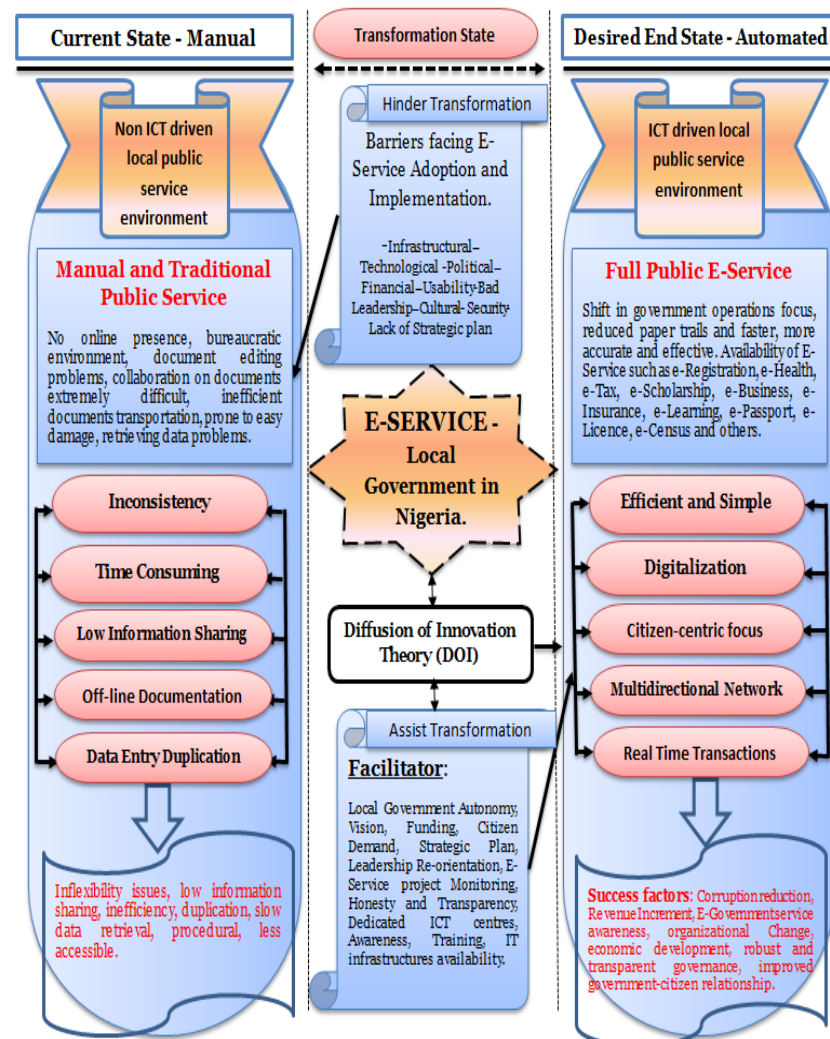 Current State - Manual
Non ICT driven
local public
service
environment
Manual and Traditional
Public Service
No online presence, bureaucratic
environment, document editing
problems, collaboration on documents
extremely difficult, inefficient
documents transportation, prone to easy
damage, retrieving data problems.
Inconsistency
Time Consuming
Low Information Sharing
Off-line Documentation
Data Entry Duplication
Inflexibility issues, low information
sharing, inefficiency, duplication, slow
data retrieval, procedural, less
accessible.
Transformation State
Hinder Transformation
Barriers facing E-
Service Adoption and
Implementation.
-Infrastructural–
Technological -Political–
Financial–Usability-Bad
Leadership–Cultural-Security-
Lack of Strategic plan
E-SERVICE -
Local
Government in
Nigeria.
Diffusion of Innovation
Theory (DOI)
Assist Transformation
Facilitator:
Local Government Autonomy,
Vision, Funding, Citizen
Demand, Strategic Plan,
Leadership Re-orientation, E-
Service project Monitoring,
Honesty and Transparency,
Dedicated ICT centres,
Awareness, Training, IT
infrastructures availability.
Desired End State - Automated
ICT driven local
public service
environment
Full Public E-Service
Shift in government operations focus,
reduced paper trails and faster, more
accurate and effective. Availability of E-
Service such as e-Registration, e-Health,
e-Tax, e-Scholarship, e-Business, e-
Insurance, e-Learning, e-Passport, e-
Licence, e-Census and others.
Efficient and Simple
Digitalization
Citizen-centric focus
Multidirectional Network
Real Time Transactions
Success factors: Corruption reduction,
Revenue Increment, E-Government service
awareness, organizational Change,
economic development, robust and
transparent governance, improved
government-citizen relationship.